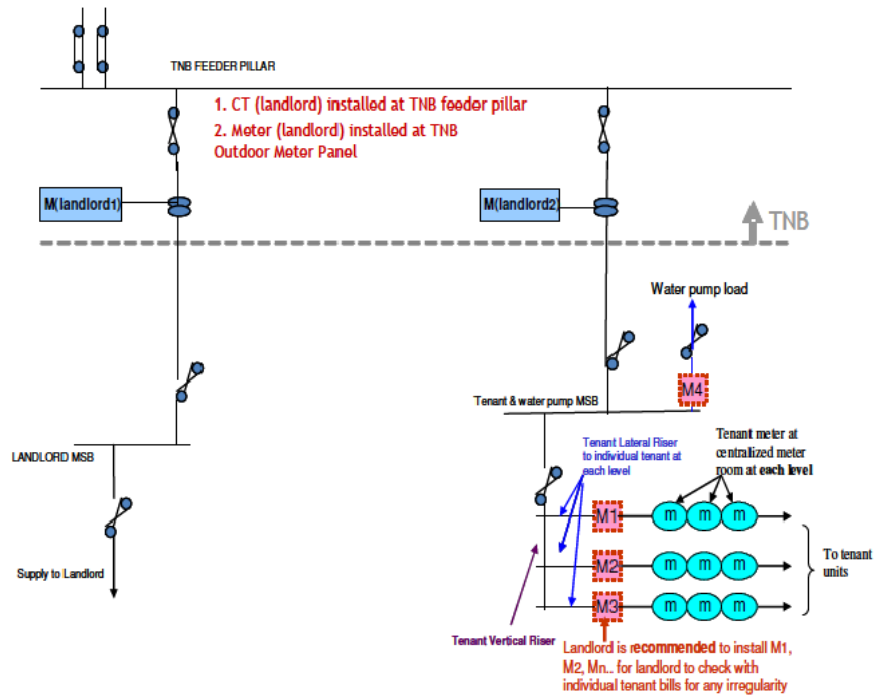 TNB FEEDER PILLAR
1. CT (landlord) installed at TNB feeder pillar
2. Meter (landlord) installed at TNB
Outdoor Meter Panel
M(landlord1)
M(landlord2)
TNB
Water pump load
M4
Tenant & water pump MSB
LANDLORD MSB
Tenant Lateral Riser
to individual tenant at
each level
Tenant meter at
centralized meter
room at each level
M1
m
m
m
M2
m
m
m
M3
m
m
m
To tenant
units
Supply to Landlord
Tenant Vertical Riser
Landlord is recommended to install M1,
M2, Mn... for landlord to check with
individual tenant bills for any irregularity